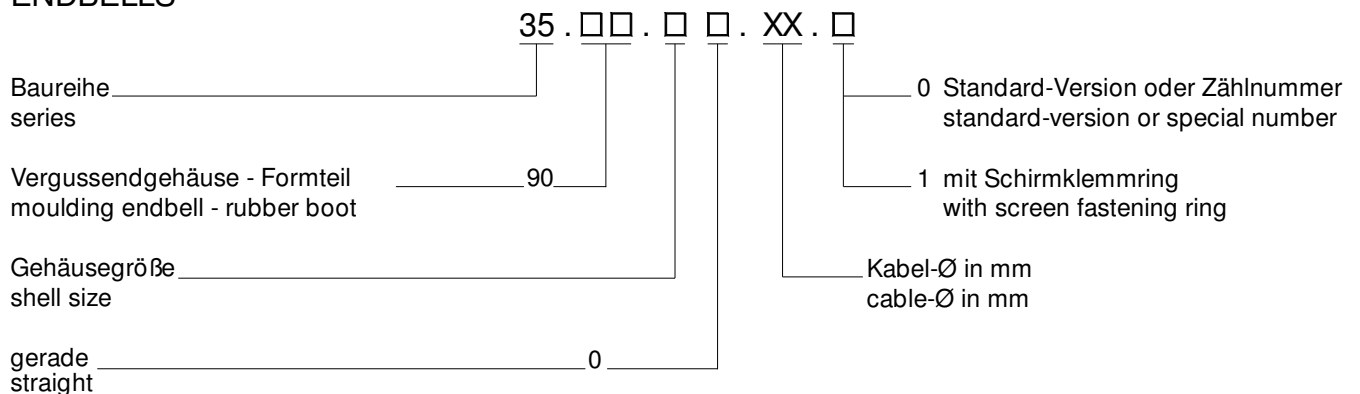 ENDBELLS
35 . □□ . □ □ . XX . □
Baureihe
series
0 Standard-Version oder Zählnummer
standard-version or special number
Vergussendgehäuse - Formteil 90
moulding endbell - rubber boot
1 mit Schirmklemmring
with screen fastening ring
Gehäusegröße
shell size
Kabel-Ø in mm
cable-Ø in mm
gerade 0
straight